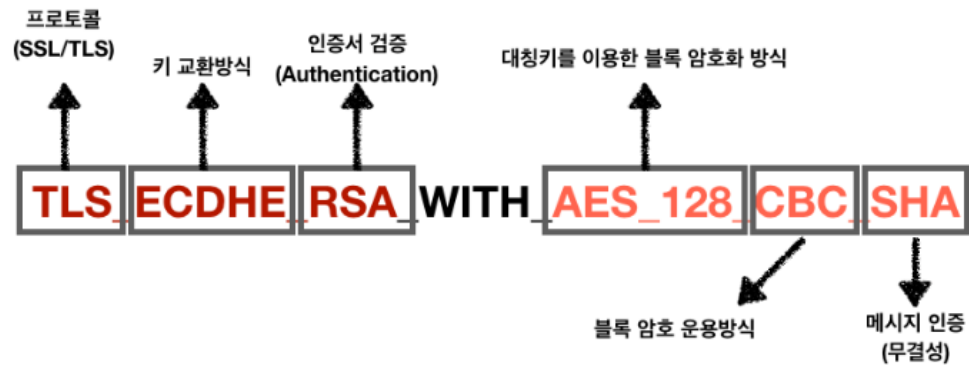 프로토콜
(SSL/TLS)
키 교환방식
인증서 검증
(Authentication)
대칭키를 이용한 블록 암호화 방식
TLS_ECDHE_RSA_WITH_AES_128_CBC_SHA
블록 암호 운용방식
메시지 인증
(무결성)